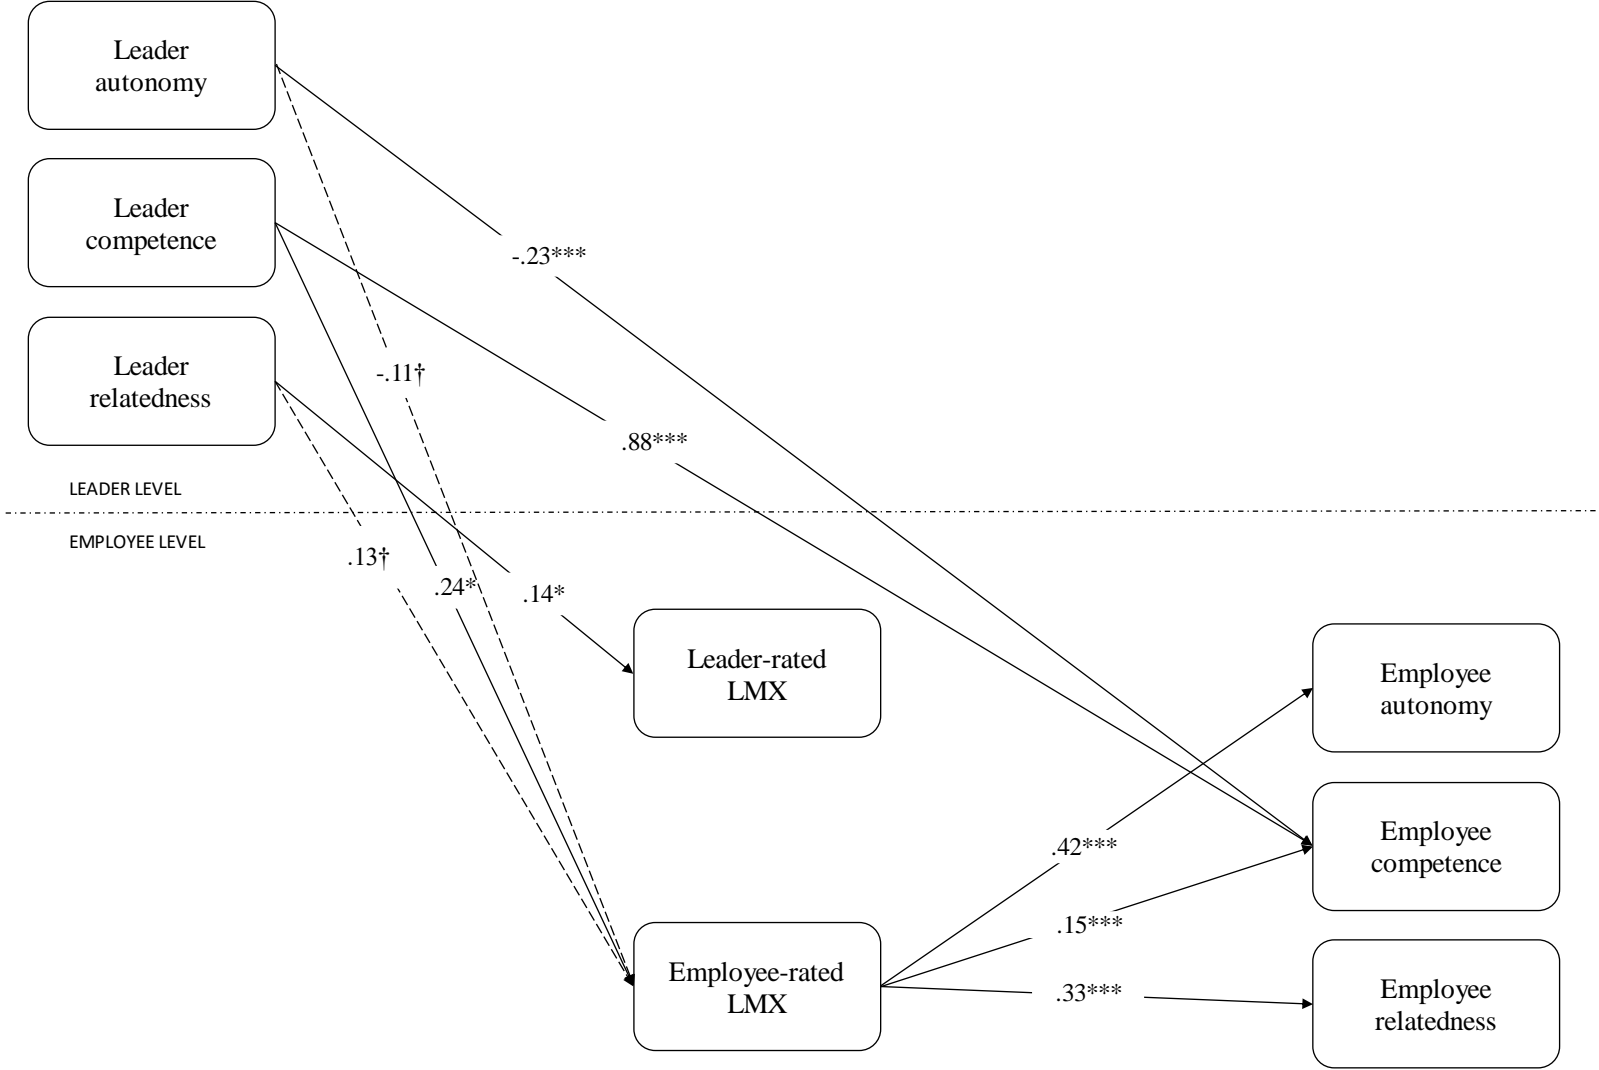 Leader
autonomy
Leader
competence
-.23***
Leader
relatedness
-.11†
.88***
LEADER LEVEL
EMPLOYEE LEVEL
.13†
.24*
.14*
Leader-rated
LMX
Employee
autonomy
Employee
competence
.42***
.15***
Employee-rated
LMX
.33***
Employee
relatedness